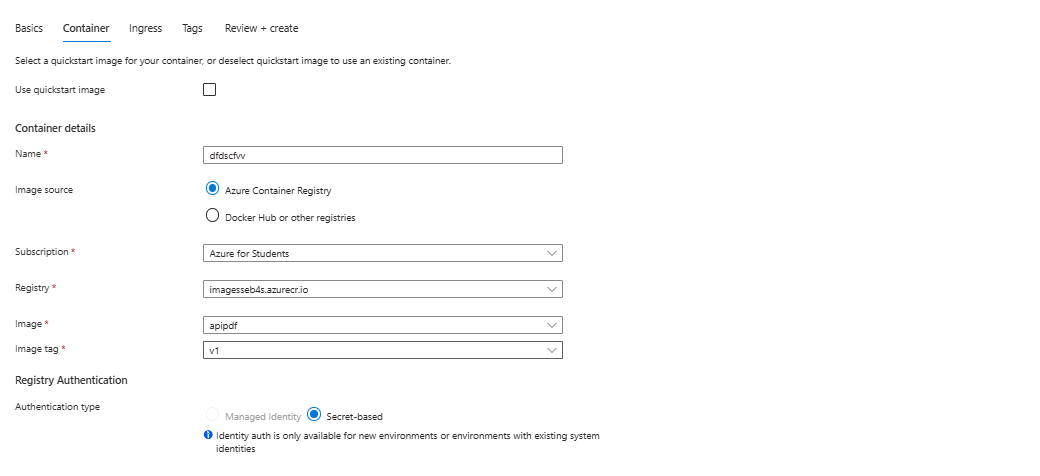 Basics Container Ingress Tags Review + create
Select a quickstart image for your container, or deselect quickstart image to use an existing container.
Use quickstart image
Container details
Name *
dfdscfvv
Image source
Azure Container Registry
Docker Hub or other registries
Subscription *
Azure for Students
Registry *
imagesseb4s.azurecr.io
Image *
apipdf
Image tag *
v1
Registry Authentication
Authentication type
Managed Identity Secret-based
Identity auth is only available for new environments or environments with existing system
identities